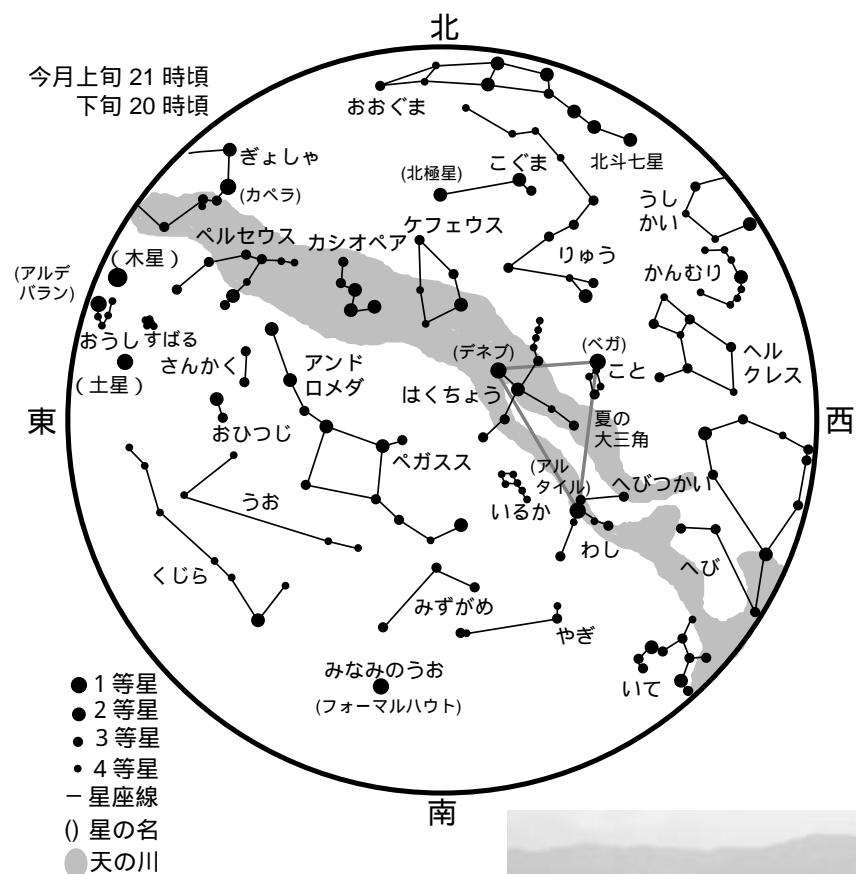 北
今月上旬 21 時頃
下旬 20 時頃
おおぐま
北斗七星
ぎょしゃ
(カペラ)
(北極星)
こぐま
うし
かい
ペルセウス
カシオペア
ケフェウス
りゅう
かんむり
(木星)
(アルデ
バラン)
おうし
すばる
(土星)
さんかく
アンド
ロメダ
(デネブ)
(ベガ)
こと
ヘル
クレス
はくちょう
夏の
大三角
東
西
おひつじ
ペガスス
(アル
タイル)
へびつかい
うお
いるか
わし
へび
くじら
みずがめ
やぎ
みなみのうお
(フォーマルハウト)
いて
南
1 等星
2 等星
3 等星
4 等星
― 星座線
() 星の名
天の川